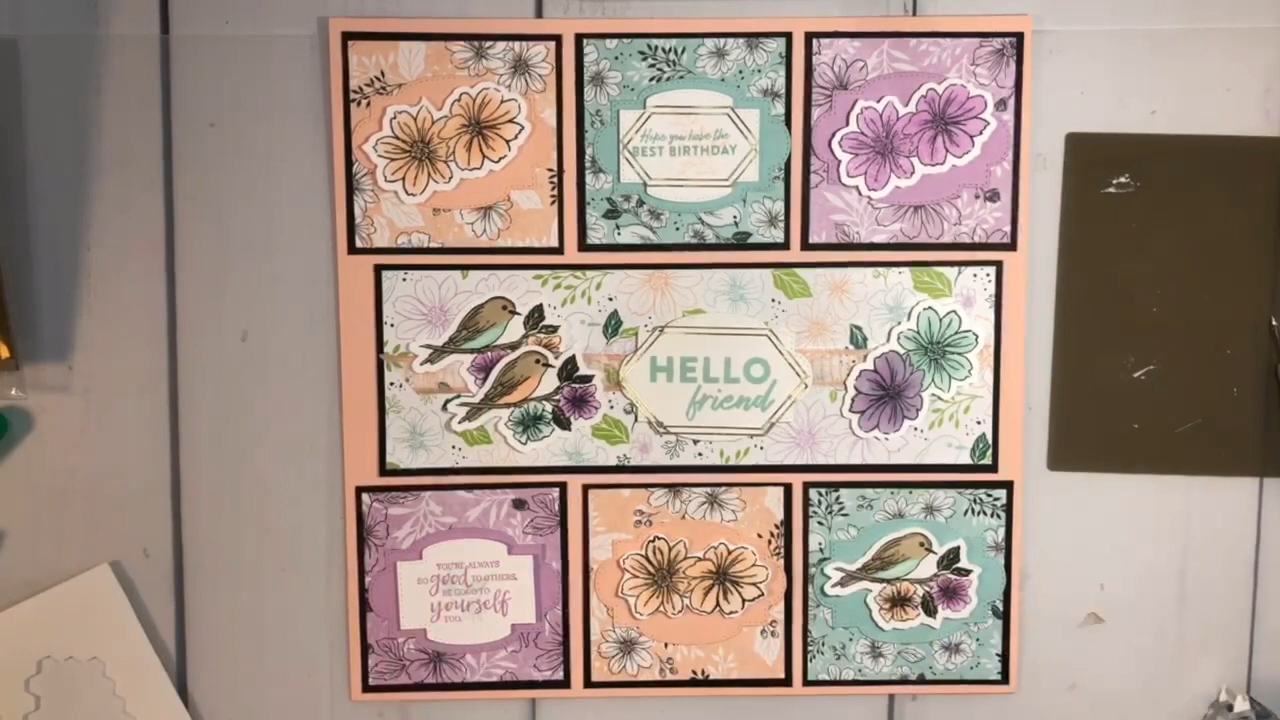 Hope you have the
BEST BIRTHDAY
HELLO
friend
YOU'RE ALWAYS
SO good TO OTHERS,
BE GOOD TO
yourself
TOO.